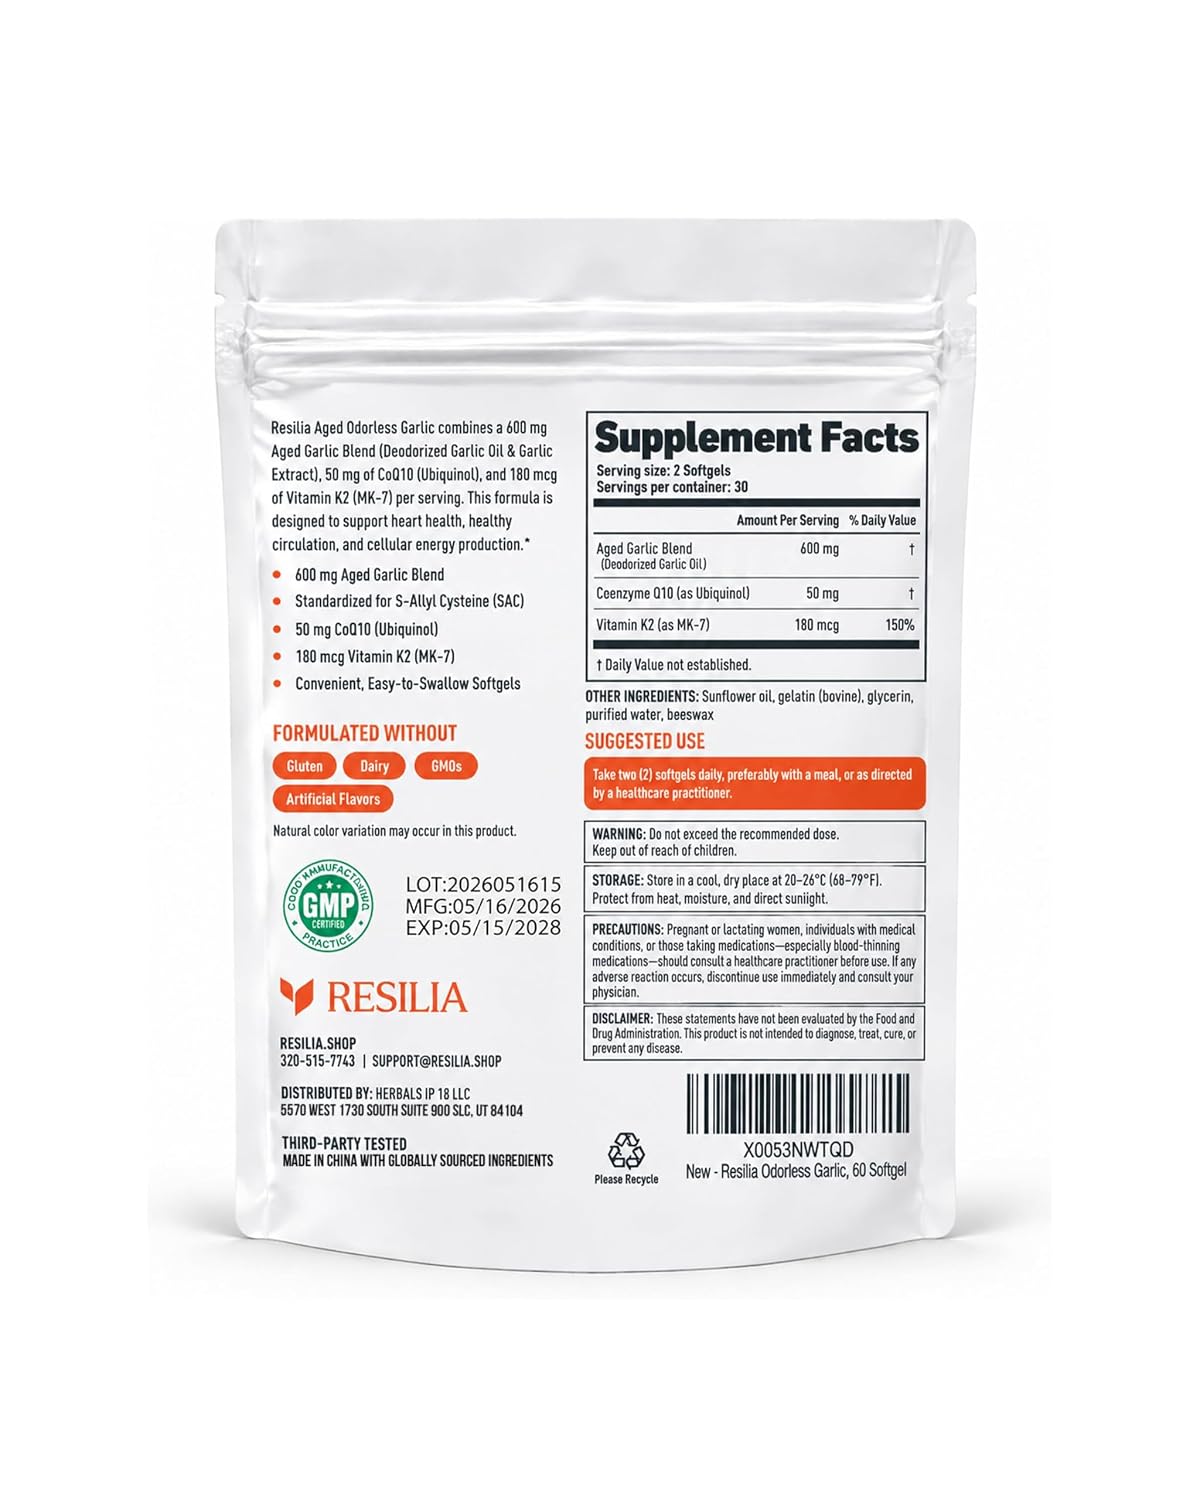 Resilia Aged Odorless Garlic combines a 600 mg
Aged Garlic Blend (Deodorized Garlic Oil & Garlic
Extract), 50 mg of CoQ10 (Ubiquinol), and 180 mcg
of Vitamin K2 (MK-7) per serving. This formula is
designed to support heart health, healthy
circulation, and cellular energy production.*
• 600 mg Aged Garlic Blend
• Standardized for S-Allyl Cysteine (SAC)
• 50 mg CoQ10 (Ubiquinol)
• 180 mcg Vitamin K2 (MK-7)
• Convenient, Easy-to-Swallow Softgels
FORMULATED WITHOUT
Gluten Dairy GMOs
Artificial Flavors
Natural color variation may occur in this product.
GMP
CERTIFIED
PRACTICE
LOT:2026051615
MFG:05/16/2026
EXP:05/15/2028
RESILIA
RESILIA.SHOP
320-515-7743 | SUPPORT@RESILIA.SHOP
DISTRIBUTED BY: HERBALS IP 18 LLC
5570 WEST 1730 SOUTH SUITE 900 SLC, UT 84104
THIRD-PARTY TESTED
MADE IN CHINA WITH GLOBALLY SOURCED INGREDIENTS
Supplement Facts
Serving size: 2 Softgels
Servings per container: 30
Amount Per Serving % Daily Value
Aged Garlic Blend 600 mg †
(Deodorized Garlic Oil)
Coenzyme Q10 (as Ubiquinol) 50 mg †
Vitamin K2 (as MK-7) 180 mcg 150%
† Daily Value not established.
OTHER INGREDIENTS: Sunflower oil, gelatin (bovine), glycerin,
purified water, beeswax
SUGGESTED USE
Take two (2) softgels daily, preferably with a meal, or as directed
by a healthcare practitioner.
WARNING: Do not exceed the recommended dose.
Keep out of reach of children.
STORAGE: Store in a cool, dry place at 20–26°C (68–79°F).
Protect from heat, moisture, and direct sunlight.
PRECAUTIONS: Pregnant or lactating women, individuals with medical
conditions, or those taking medications—especially blood-thinning
medications—should consult a healthcare practitioner before use. If any
adverse reaction occurs, discontinue use immediately and consult your
physician.
DISCLAIMER: These statements have not been evaluated by the Food and
Drug Administration. This product is not intended to diagnose, treat, cure, or
prevent any disease.
Please Recycle
X0053NWTQD
New - Resilia Odorless Garlic, 60 Softgel